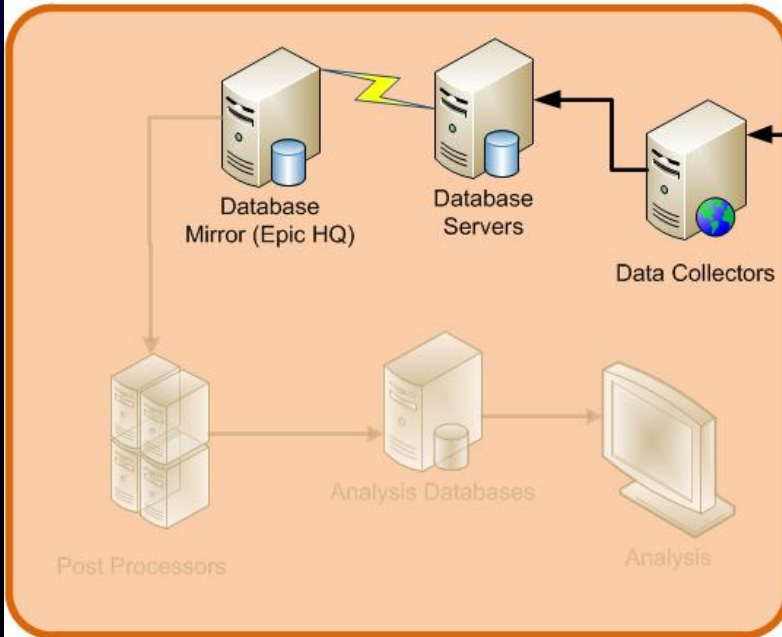 Database
Mirror (Epic HQ)
Database
Servers
Data Collectors
Post Processors
Analysis Databases
Analysis